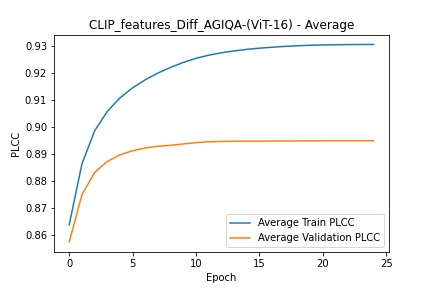 CLIP_features_Diff_AGIQA-(ViT-16) - Average
PLCC
0.93
0.92
0.91
0.90
0.89
0.88
0.87
0.86
Average Train PLCC
Average Validation PLCC
0 5 10 15 20 25
Epoch